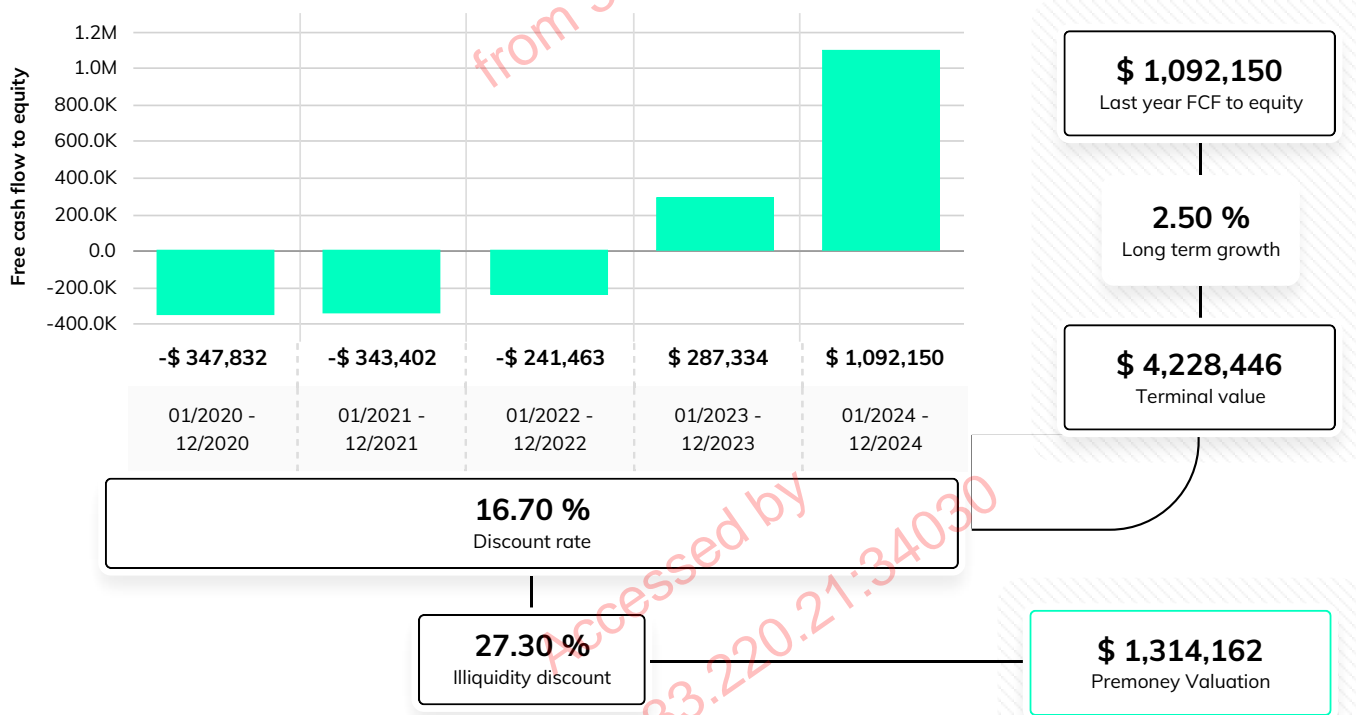 Free cash flow to equity
1.2M
1.0M
800.0K
600.0K
400.0K
200.0K
0.0
-200.0K
-400.0K
-$ 347,832 -$ 343,402 -$ 241,463 $ 287,334 $ 1,092,150
01/2020 - 01/2021 - 01/2022 - 01/2023 - 01/2024 -
12/2020 12/2021 12/2022 12/2023 12/2024
$ 1,092,150
Last year FCF to equity
2.50 %
Long term growth
$ 4,228,446
Terminal value
16.70 %
Discount rate
27.30 %
Illiquidity discount
$ 1,314,162
Premoney Valuation
from
Accessed by
83.220.21:34030